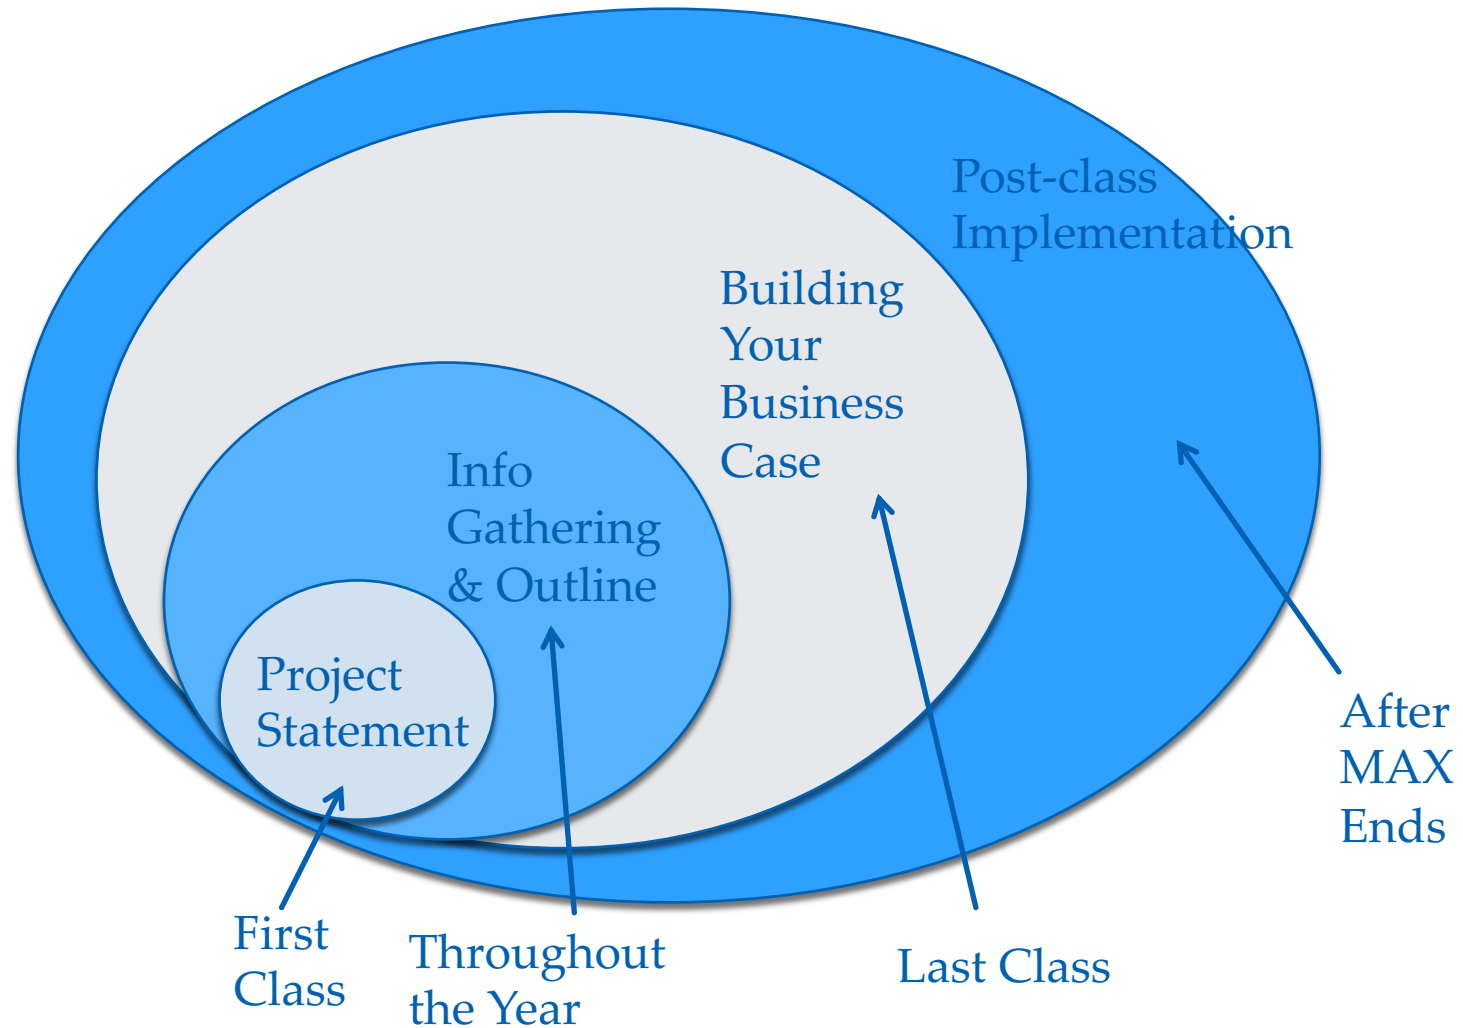 Post-class
Implementation
Building
Your
Business
Case
Info
Gathering
& Outline
Project
Statement
After
MAX
Ends
First
Class
Throughout
the Year
Last Class